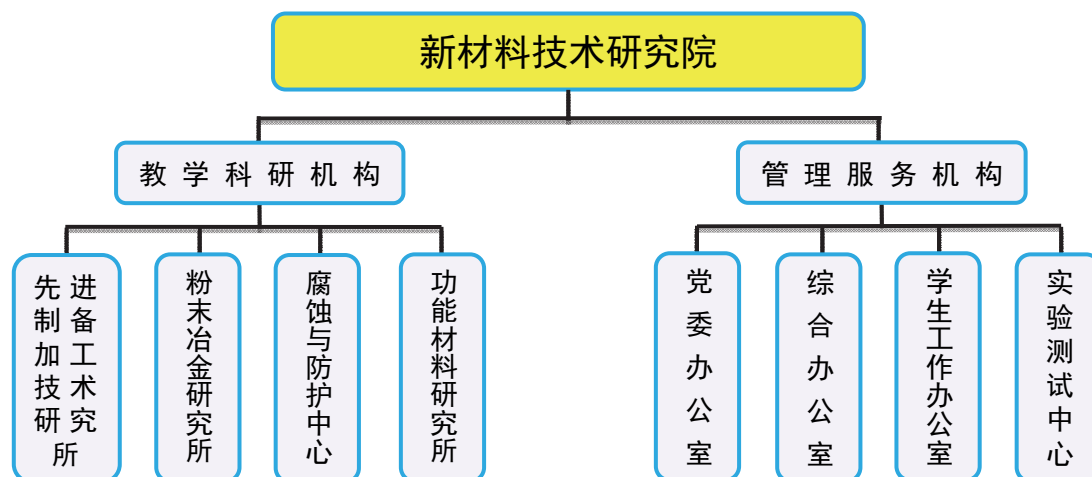 新材料技术研究院
教学科研机构
管理服务机构
先进
制备
加工
技术
研究
所
粉末冶金研究所
腐蚀与防护中心
功能材料研究所
党委办公室
综合办公室
学生工作办公室
实验测试中心